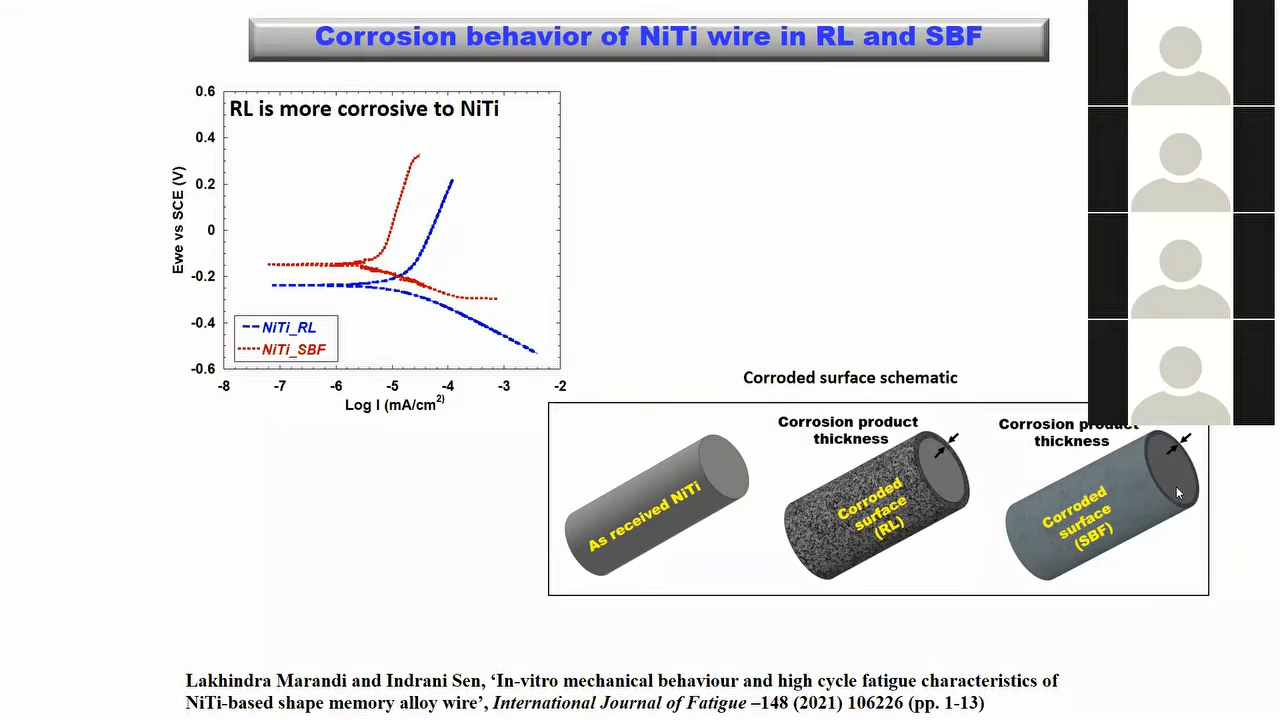 Corrosion behavior of NiTi wire in RL and SBF
RL is more corrosive to NiTi
0.6
0.4
0.2
0
-0.2
-0.4
-0.6
Ewe vs SCE (V)
NiTi_RL
NiTi_SBF
-8 -7 -6 -5 -4 -3 -2
Log I (mA/cm²)
Corroded surface schematic
As received NiTi
Corrosion product
thickness
Corroded
surface
(RL)
Corrosion product
thickness
Corroded
surface
(SBF)
Lakhindra Marandi and Indrani Sen, ‘In-vitro mechanical behaviour and high cycle fatigue characteristics of
NiTi-based shape memory alloy wire’, International Journal of Fatigue –148 (2021) 106226 (pp. 1-13)